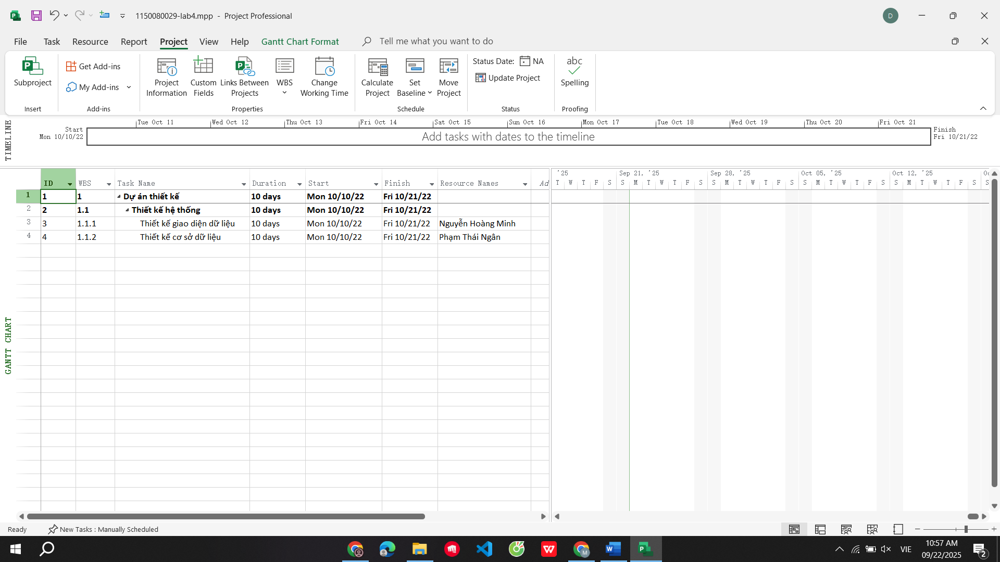 1150080029-lab4.mpp - Project Professional
D
File Task Resource Report Project View Help Gantt Chart Format Tell me what you want to do
Subproject
Insert
Get Add-ins
My Add-ins
Add-ins
Project Information
Custom Fields
Links Between Projects
WBS
Change Working Time
Properties
Calculate Project
Set Baseline
Move Project
Schedule
Status Date: NA
Update Project
Status
abc
Spelling
Proofing
TIMELINE
Start
Mon 10/10/22
Tue Oct 11 Wed Oct 12 Thu Oct 13 Fri Oct 14 Sat Oct 15 Sun Oct 16 Mon Oct 17 Tue Oct 18 Wed Oct 19 Thu Oct 20 Fri Oct 21
Add tasks with dates to the timeline
Finish
Fri 10/21/22
GANTT CHART
ID WBS Task Name Duration Start Finish Resource Names Ad
1 1 1 Dự án thiết kế 10 days Mon 10/10/22 Fri 10/21/22
2 2 1.1 Thiết kế hệ thống 10 days Mon 10/10/22 Fri 10/21/22
3 3 1.1.1 Thiết kế giao diện dữ liệu 10 days Mon 10/10/22 Fri 10/21/22 Nguyễn Hoàng Minh
4 4 1.1.2 Thiết kế cơ sở dữ liệu 10 days Mon 10/10/22 Fri 10/21/22 Phạm Thái Ngân
'25 Sep 21, '25 Sep 28, '25 Oct 05, '25 Oct 12, '25 Oc
T W T F S S M T W T F S S M T W T F S S M T W T F S S M T W T F S S
Ready New Tasks : Manually Scheduled
VIE
10:57 AM
09/22/2025
2